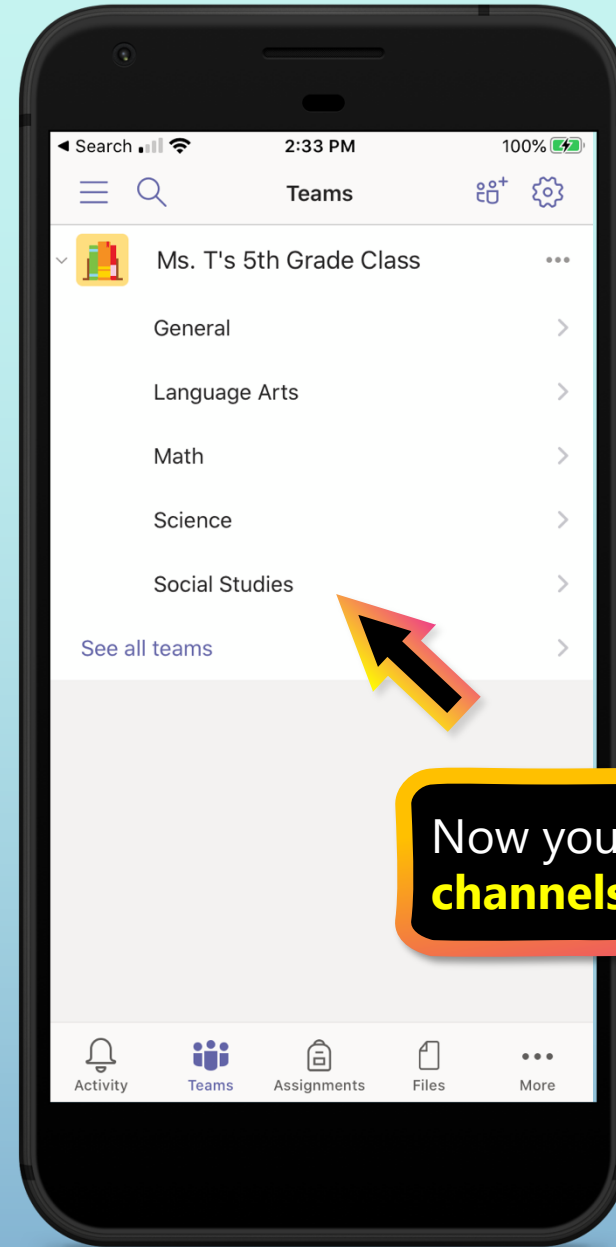 ◀ Search 2:33 PM 100%
Teams
Ms. T's 5th Grade Class
General
Language Arts
Math
Science
Social Studies
See all teams
Now you
channels
Activity Teams Assignments Files More